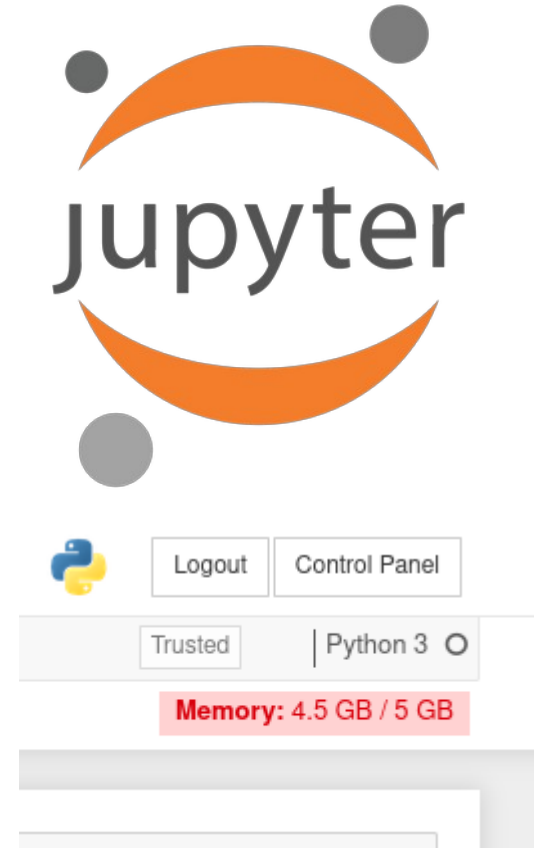 jupyter
Logout Control Panel
Trusted | Python 3
Memory: 4.5 GB / 5 GB